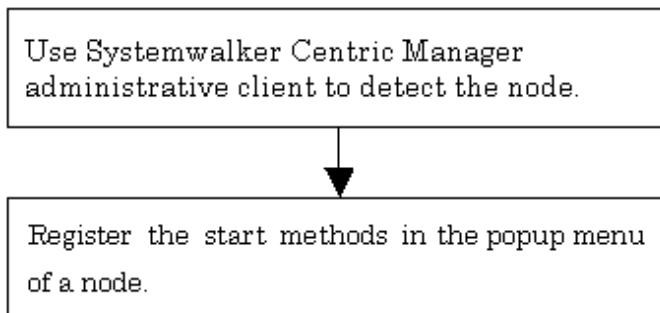 Use Systemwalker Centric Manager
administrative client to detect the node.
Register the start methods in the popup menu
of a node.